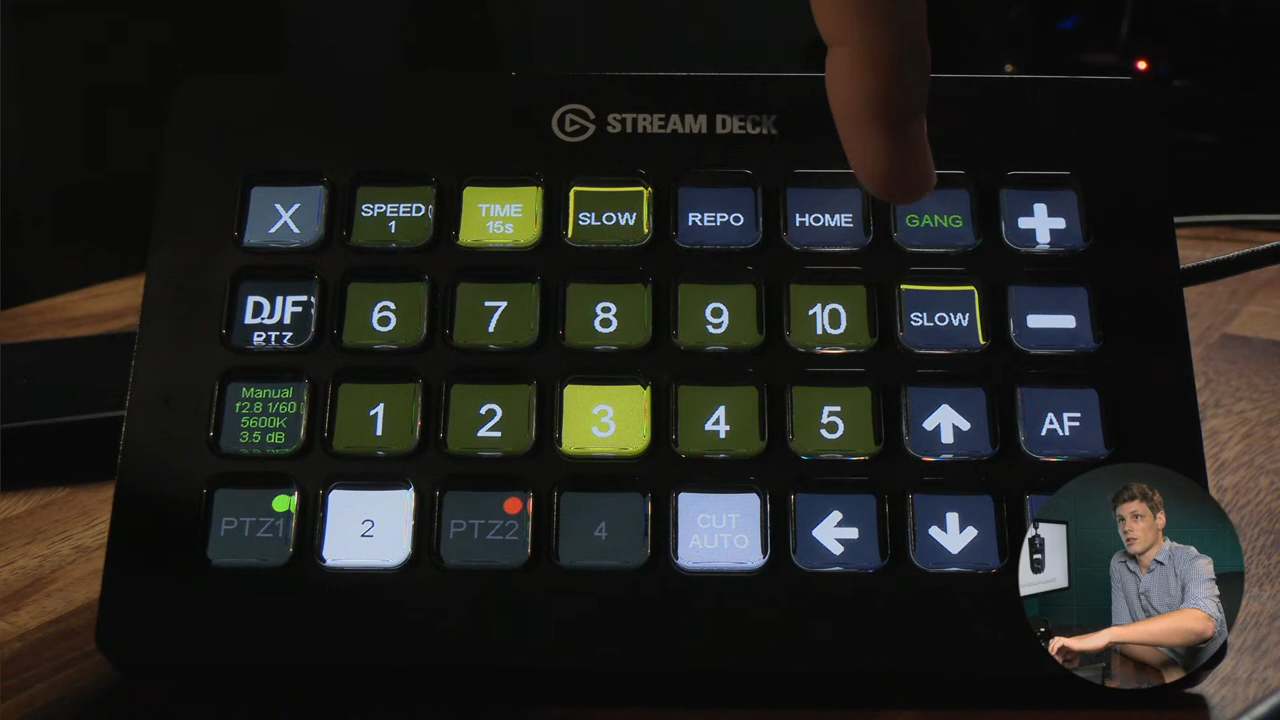 STREAM DECK
X
SPEED
1
TIME
15s
SLOW
REPO
HOME
GANG
+
DJF
PTZ
6
7
8
9
10
SLOW
-
Manual
f2.8 1/60
5600K
3.5 dB
1
2
3
4
5
AF
PTZ1
2
PTZ2
4
CUT
AUTO